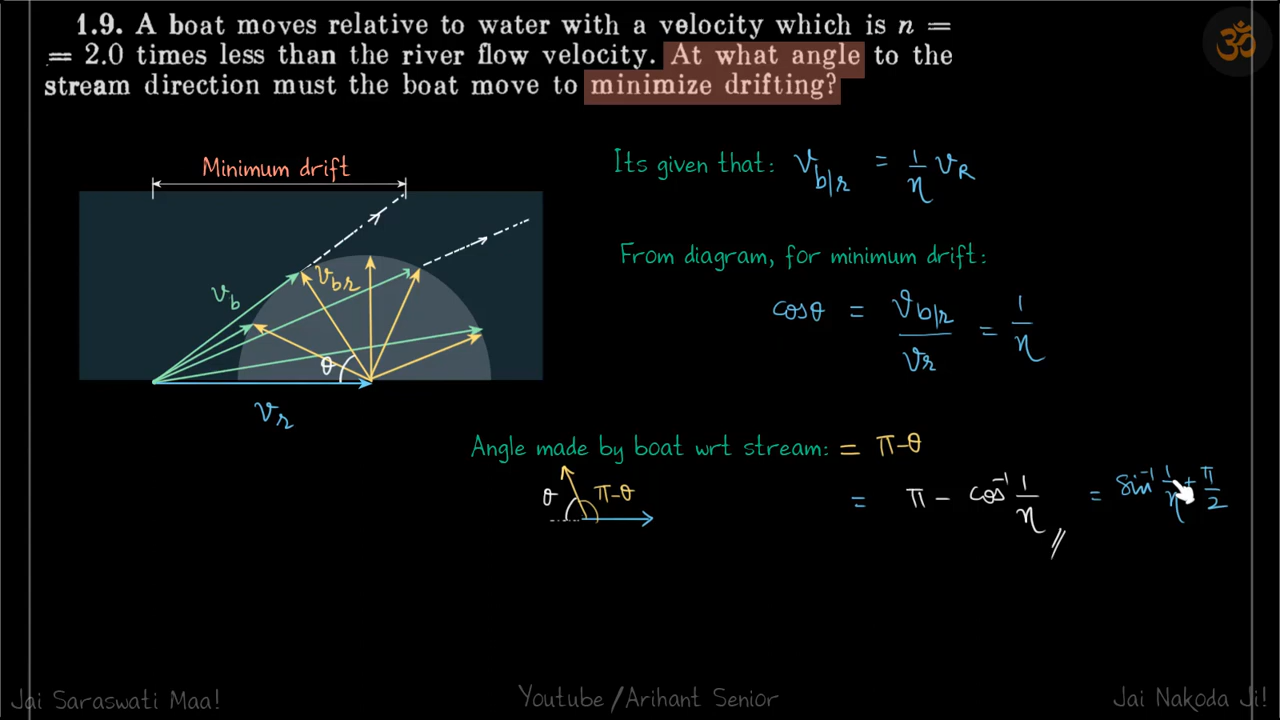 1.9. A boat moves relative to water with a velocity which is n =
= 2.0 times less than the river flow velocity. At what angle to the
stream direction must the boat move to minimize drifting?
ॐ
Minimum drift
Its given that: v_b|r = 1/η v_R
From diagram, for minimum drift:
cosθ = v_b|r / v_r = 1/η
v_b
v_br
θ
v_r
Angle made by boat wrt stream: = π-θ
θ π-θ
= π - cos⁻¹ 1/η = sin⁻¹ 1/η + π/2
Jai Saraswati Maa! Youtube /Arihant Senior Jai Nakoda Ji!